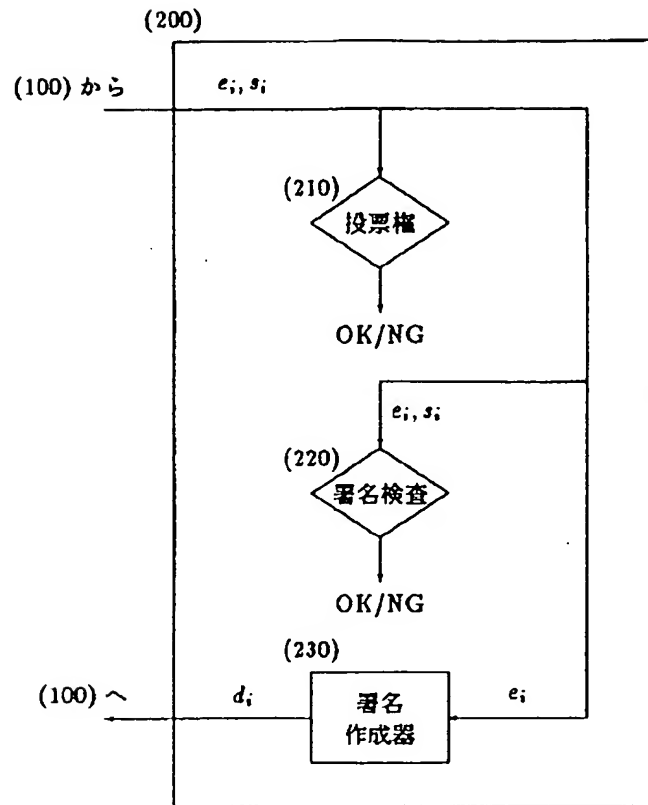 (200)
(100) から
e_i, s_i
(210)
投票権
OK/NG
e_i, s_i
(220)
署名検査
OK/NG
(230)
(100) へ
d_i
署名
作成器
e_i